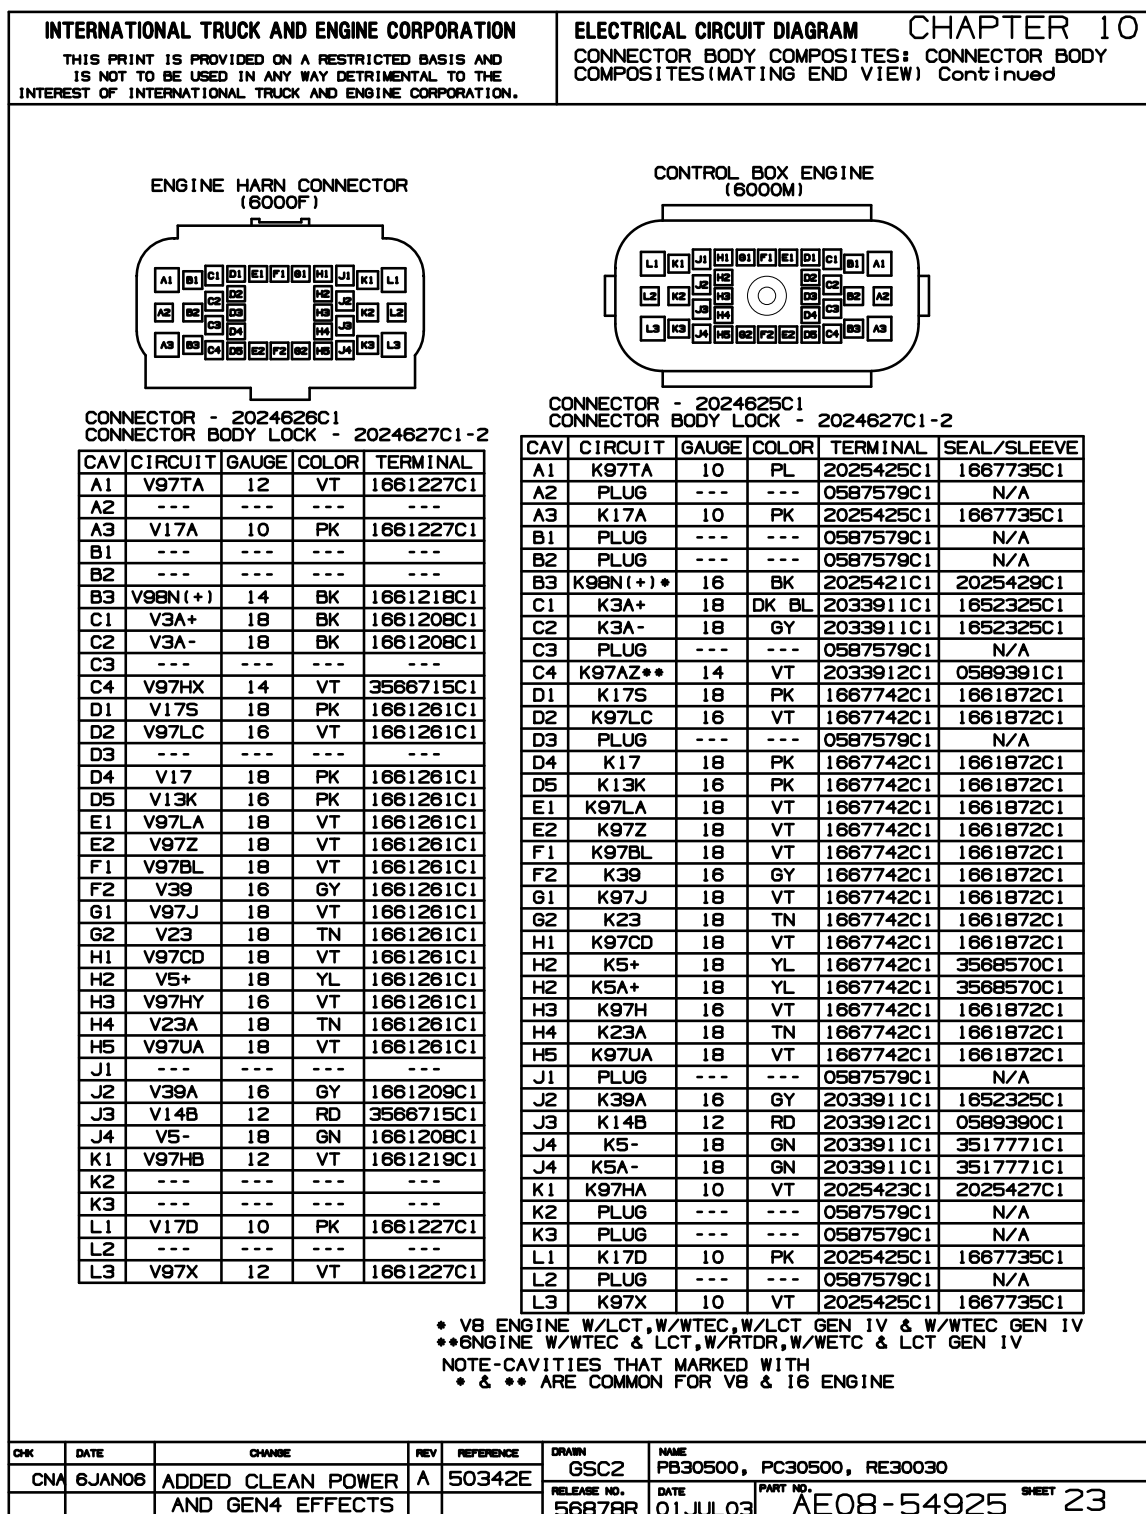 INTERNATIONAL TRUCK AND ENGINE CORPORATION
THIS PRINT IS PROVIDED ON A RESTRICTED BASIS AND
IS NOT TO BE USED IN ANY WAY DETRIMENTAL TO THE
INTEREST OF INTERNATIONAL TRUCK AND ENGINE CORPORATION.
ELECTRICAL CIRCUIT DIAGRAM CHAPTER 10
CONNECTOR BODY COMPOSITES: CONNECTOR BODY
COMPOSITES(MATING END VIEW) Continued
ENGINE HARN CONNECTOR
(6000F)
A1 B1 C1 D1 E1 F1 G1 H1 J1 K1 L1
C2 D2 H2 J2
A2 B2 D3 H3 K2 L2
C3 D4 H4 J3
A3 B3 C4 D5 E2 F2 G2 H5 J4 K3 L3
CONNECTOR - 2024626C1
CONNECTOR BODY LOCK - 2024627C1-2
CAV CIRCUIT GAUGE COLOR TERMINAL
A1 V97TA 12 VT 1661227C1
A2 --- --- --- ---
A3 V17A 10 PK 1661227C1
B1 --- --- --- ---
B2 --- --- --- ---
B3 V98N(+) 14 BK 1661218C1
C1 V3A+ 18 BK 1661208C1
C2 V3A- 18 BK 1661208C1
C3 --- --- --- ---
C4 V97HX 14 VT 3566715C1
D1 V17S 18 PK 1661261C1
D2 V97LC 16 VT 1661261C1
D3 --- --- --- ---
D4 V17 18 PK 1661261C1
D5 V13K 16 PK 1661261C1
E1 V97LA 18 VT 1661261C1
E2 V97Z 18 VT 1661261C1
F1 V97BL 18 VT 1661261C1
F2 V39 16 GY 1661261C1
G1 V97J 18 VT 1661261C1
G2 V23 18 TN 1661261C1
H1 V97CD 18 VT 1661261C1
H2 V5+ 18 YL 1661261C1
H3 V97HY 16 VT 1661261C1
H4 V23A 18 TN 1661261C1
H5 V97UA 18 VT 1661261C1
J1 --- --- --- ---
J2 V39A 16 GY 1661209C1
J3 V14B 12 RD 3566715C1
J4 V5- 18 GN 1661208C1
K1 V97HB 12 VT 1661219C1
K2 --- --- --- ---
K3 --- --- --- ---
L1 V17D 10 PK 1661227C1
L2 --- --- --- ---
L3 V97X 12 VT 1661227C1
CONTROL BOX ENGINE
(6000M)
L1 K1 J1 H1 G1 F1 E1 D1 C1 B1 A1
J2 H2 D2 C2
L2 K2 H3 D3 B2 A2
J3 H4 D4 C3
L3 K3 J4 H5 G2 F2 E2 D5 C4 B3 A3
CONNECTOR - 2024625C1
CONNECTOR BODY LOCK - 2024627C1-2
CAV CIRCUIT GAUGE COLOR TERMINAL SEAL/SLEEVE
A1 K97TA 10 PL 2025425C1 1667735C1
A2 PLUG --- --- 0587579C1 N/A
A3 K17A 10 PK 2025425C1 1667735C1
B1 PLUG --- --- 0587579C1 N/A
B2 PLUG --- --- 0587579C1 N/A
B3 K98N(+)* 16 BK 2025421C1 2025429C1
C1 K3A+ 18 DK BL 2033911C1 1652325C1
C2 K3A- 18 GY 2033911C1 1652325C1
C3 PLUG --- --- 0587579C1 N/A
C4 K97AZ** 14 VT 2033912C1 0589391C1
D1 K17S 18 PK 1667742C1 1661872C1
D2 K97LC 16 VT 1667742C1 1661872C1
D3 PLUG --- --- 0587579C1 N/A
D4 K17 18 PK 1667742C1 1661872C1
D5 K13K 16 PK 1667742C1 1661872C1
E1 K97LA 18 VT 1667742C1 1661872C1
E2 K97Z 18 VT 1667742C1 1661872C1
F1 K97BL 18 VT 1667742C1 1661872C1
F2 K39 16 GY 1667742C1 1661872C1
G1 K97J 18 VT 1667742C1 1661872C1
G2 K23 18 TN 1667742C1 1661872C1
H1 K97CD 18 VT 1667742C1 1661872C1
H2 K5+ 18 YL 1667742C1 3568570C1
H2 K5A+ 18 YL 1667742C1 3568570C1
H3 K97H 16 VT 1667742C1 1661872C1
H4 K23A 18 TN 1667742C1 1661872C1
H5 K97UA 18 VT 1667742C1 1661872C1
J1 PLUG --- --- 0587579C1 N/A
J2 K39A 16 GY 2033911C1 1652325C1
J3 K14B 12 RD 2033912C1 0589390C1
J4 K5- 18 GN 2033911C1 3517771C1
J4 K5A- 18 GN 2033911C1 3517771C1
K1 K97HA 10 VT 2025423C1 2025427C1
K2 PLUG --- --- 0587579C1 N/A
K3 PLUG --- --- 0587579C1 N/A
L1 K17D 10 PK 2025425C1 1667735C1
L2 PLUG --- --- 0587579C1 N/A
L3 K97X 10 VT 2025425C1 1667735C1
* V8 ENGINE W/LCT,W/WTEC,W/LCT GEN IV & W/WTEC GEN IV
**6NGINE W/WTEC & LCT,W/RTDR,W/WETC & LCT GEN IV
NOTE-CAVITIES THAT MARKED WITH
* & ** ARE COMMON FOR V8 & I6 ENGINE
CHK DATE CHANGE REV REFERENCE
CNA 6JAN06 ADDED CLEAN POWER A 50342E
AND GEN4 EFFECTS
DRAWN GSC2
NAME PB30500, PC30500, RE30030
RELEASE NO. 56878R
DATE 01JUL03
PART NO. AE08-54925
SHEET 23